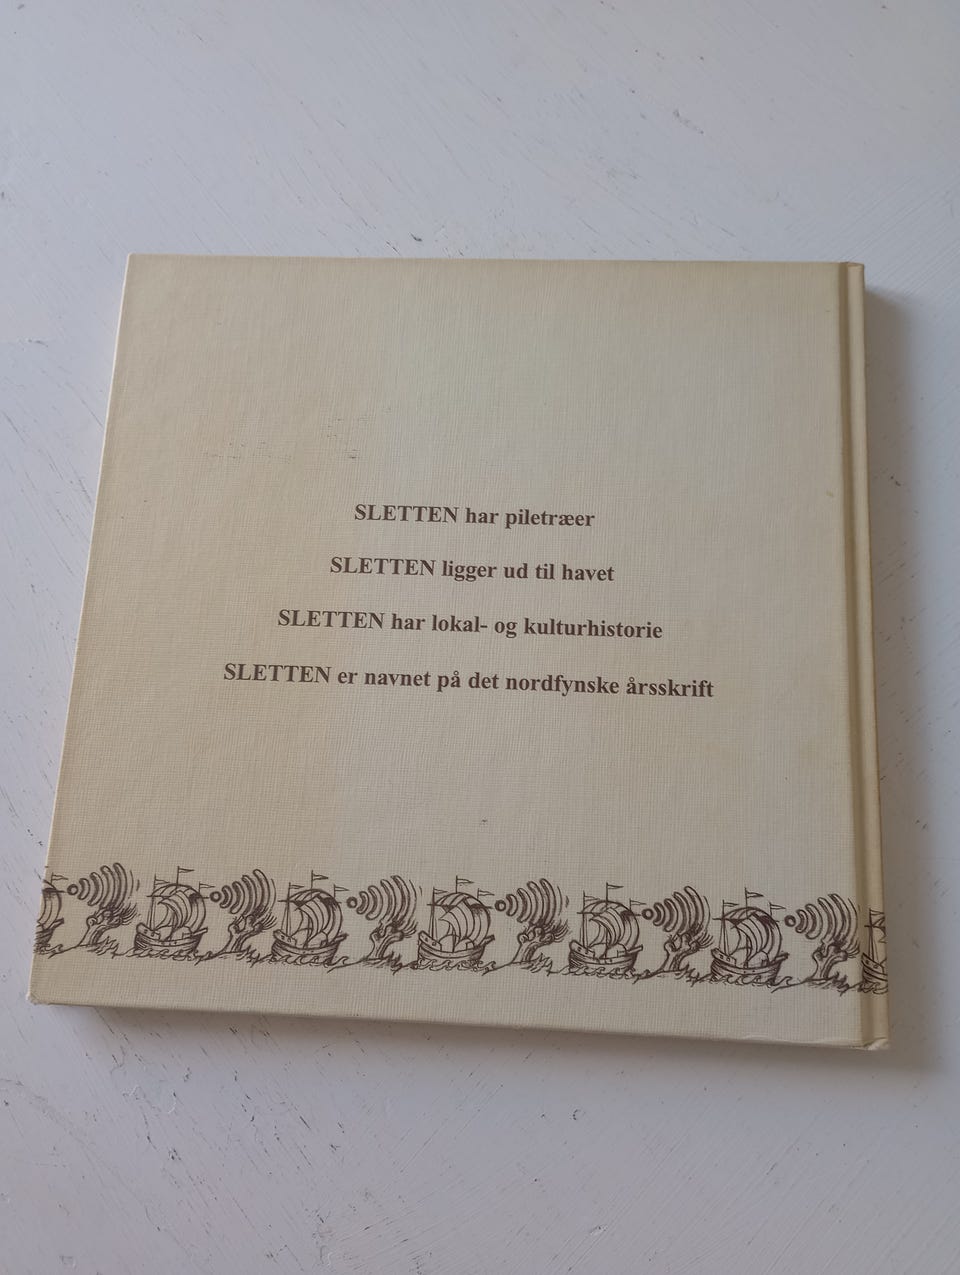 SLETTEN har piletræer
SLETTEN ligger ud til havet
SLETTEN har lokal- og kulturhistorie
SLETTEN er navnet på det nordfynske årsskrift